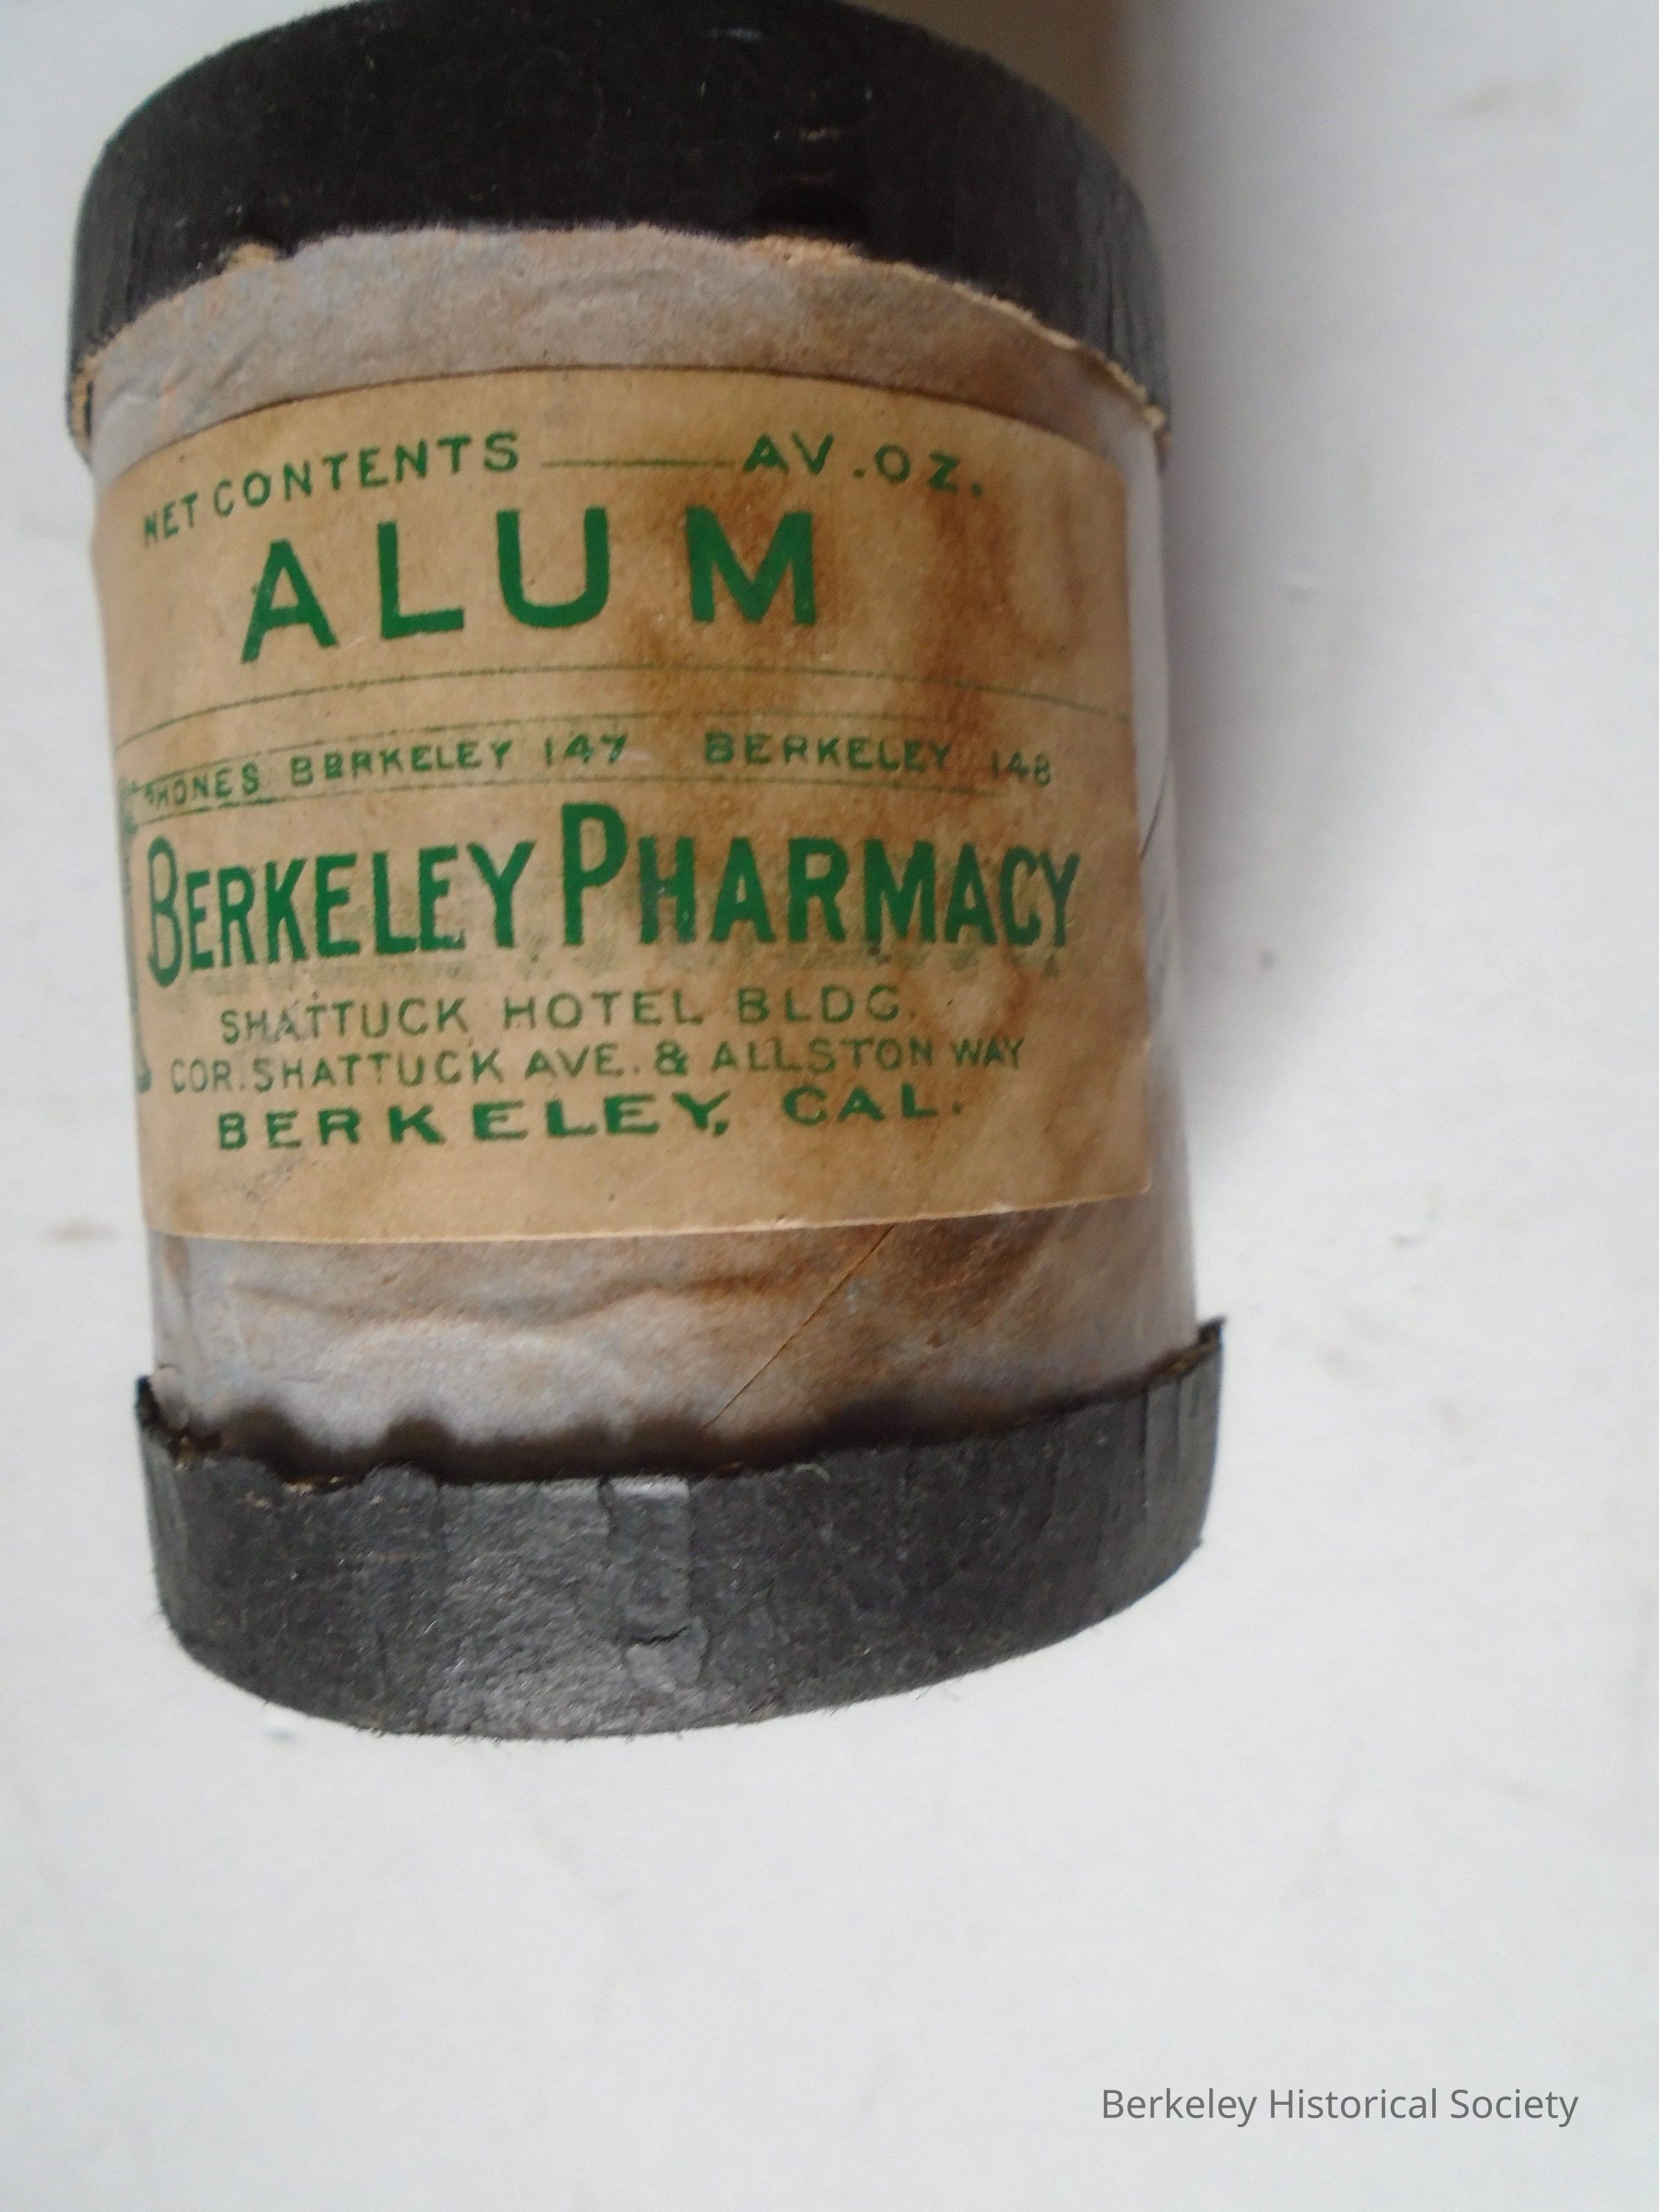 NET CONTENTS ——— AV. OZ.
ALUM
PHONES BERKELEY 147 BERKELEY 148
BERKELEY PHARMACY
SHATTUCK HOTEL BLDG.
COR. SHATTUCK AVE. & ALLSTON WAY
BERKELEY, CAL.
Berkeley Historical Society